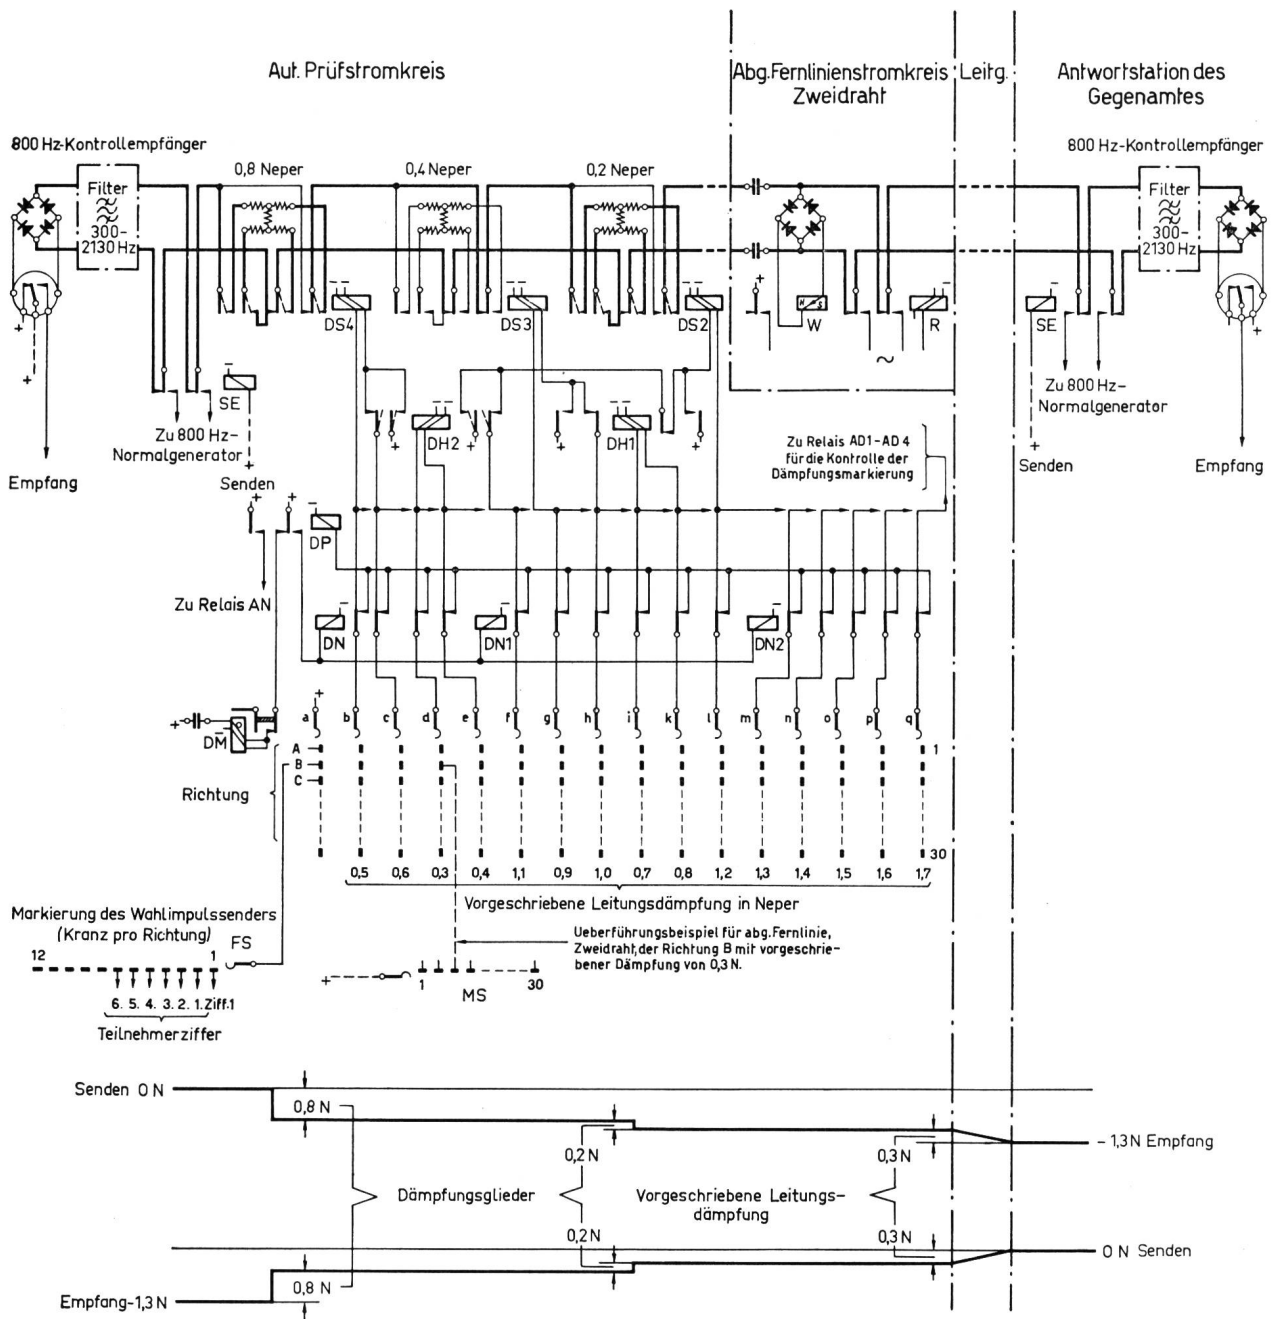 Aut. Prüfstromkreis
Abg. Fernlinienstromkreis
Zweidraht
Leitg.
Antwortstation des
Gegenamtes
800 Hz-Kontrollempfänger
0,8 Neper
0,4 Neper
0,2 Neper
800 Hz-Kontrollempfänger
Filter
300-
2130 Hz
Filter
300-
2130 Hz
DS4
DS3
DS2
W
R
SE
SE
Zu 800 Hz-
Normalgenerator
Senden
Empfang
DH2
DH1
Zu Relais AD1-AD 4
für die Kontrolle der
Dämpfungsmarkierung
Zu 800 Hz-
Normalgenerator
Senden
Empfang
DP
Zu Relais AN
DN
DN1
DN2
DM
a b c d e f g h i k l m n o p q
A
B
C
1
Richtung
30
0,5 0,6 0,3 0,4 1,1 0,9 1,0 0,7 0,8 1,2 1,3 1,4 1,5 1,6 1,7
Vorgeschriebene Leitungsdämpfung in Neper
Markierung des Wahlimpulssenders
(Kranz pro Richtung)
FS
12
1
6. 5. 4. 3. 2. 1. Ziff.1
Teilnehmerziffer
Ueberführungsbeispiel für abg. Fernlinie,
Zweidraht, der Richtung B mit vorgeschrie-
bener Dämpfung von 0,3 N.
1
MS
30
Senden 0 N
0,8 N
0,2 N
0,3 N
- 1,3 N Empfang
Dämpfungsglieder
Vorgeschriebene Leitungs-
dämpfung
0,2 N
0,3 N
0 N Senden
0,8 N
Empfang-1,3 N